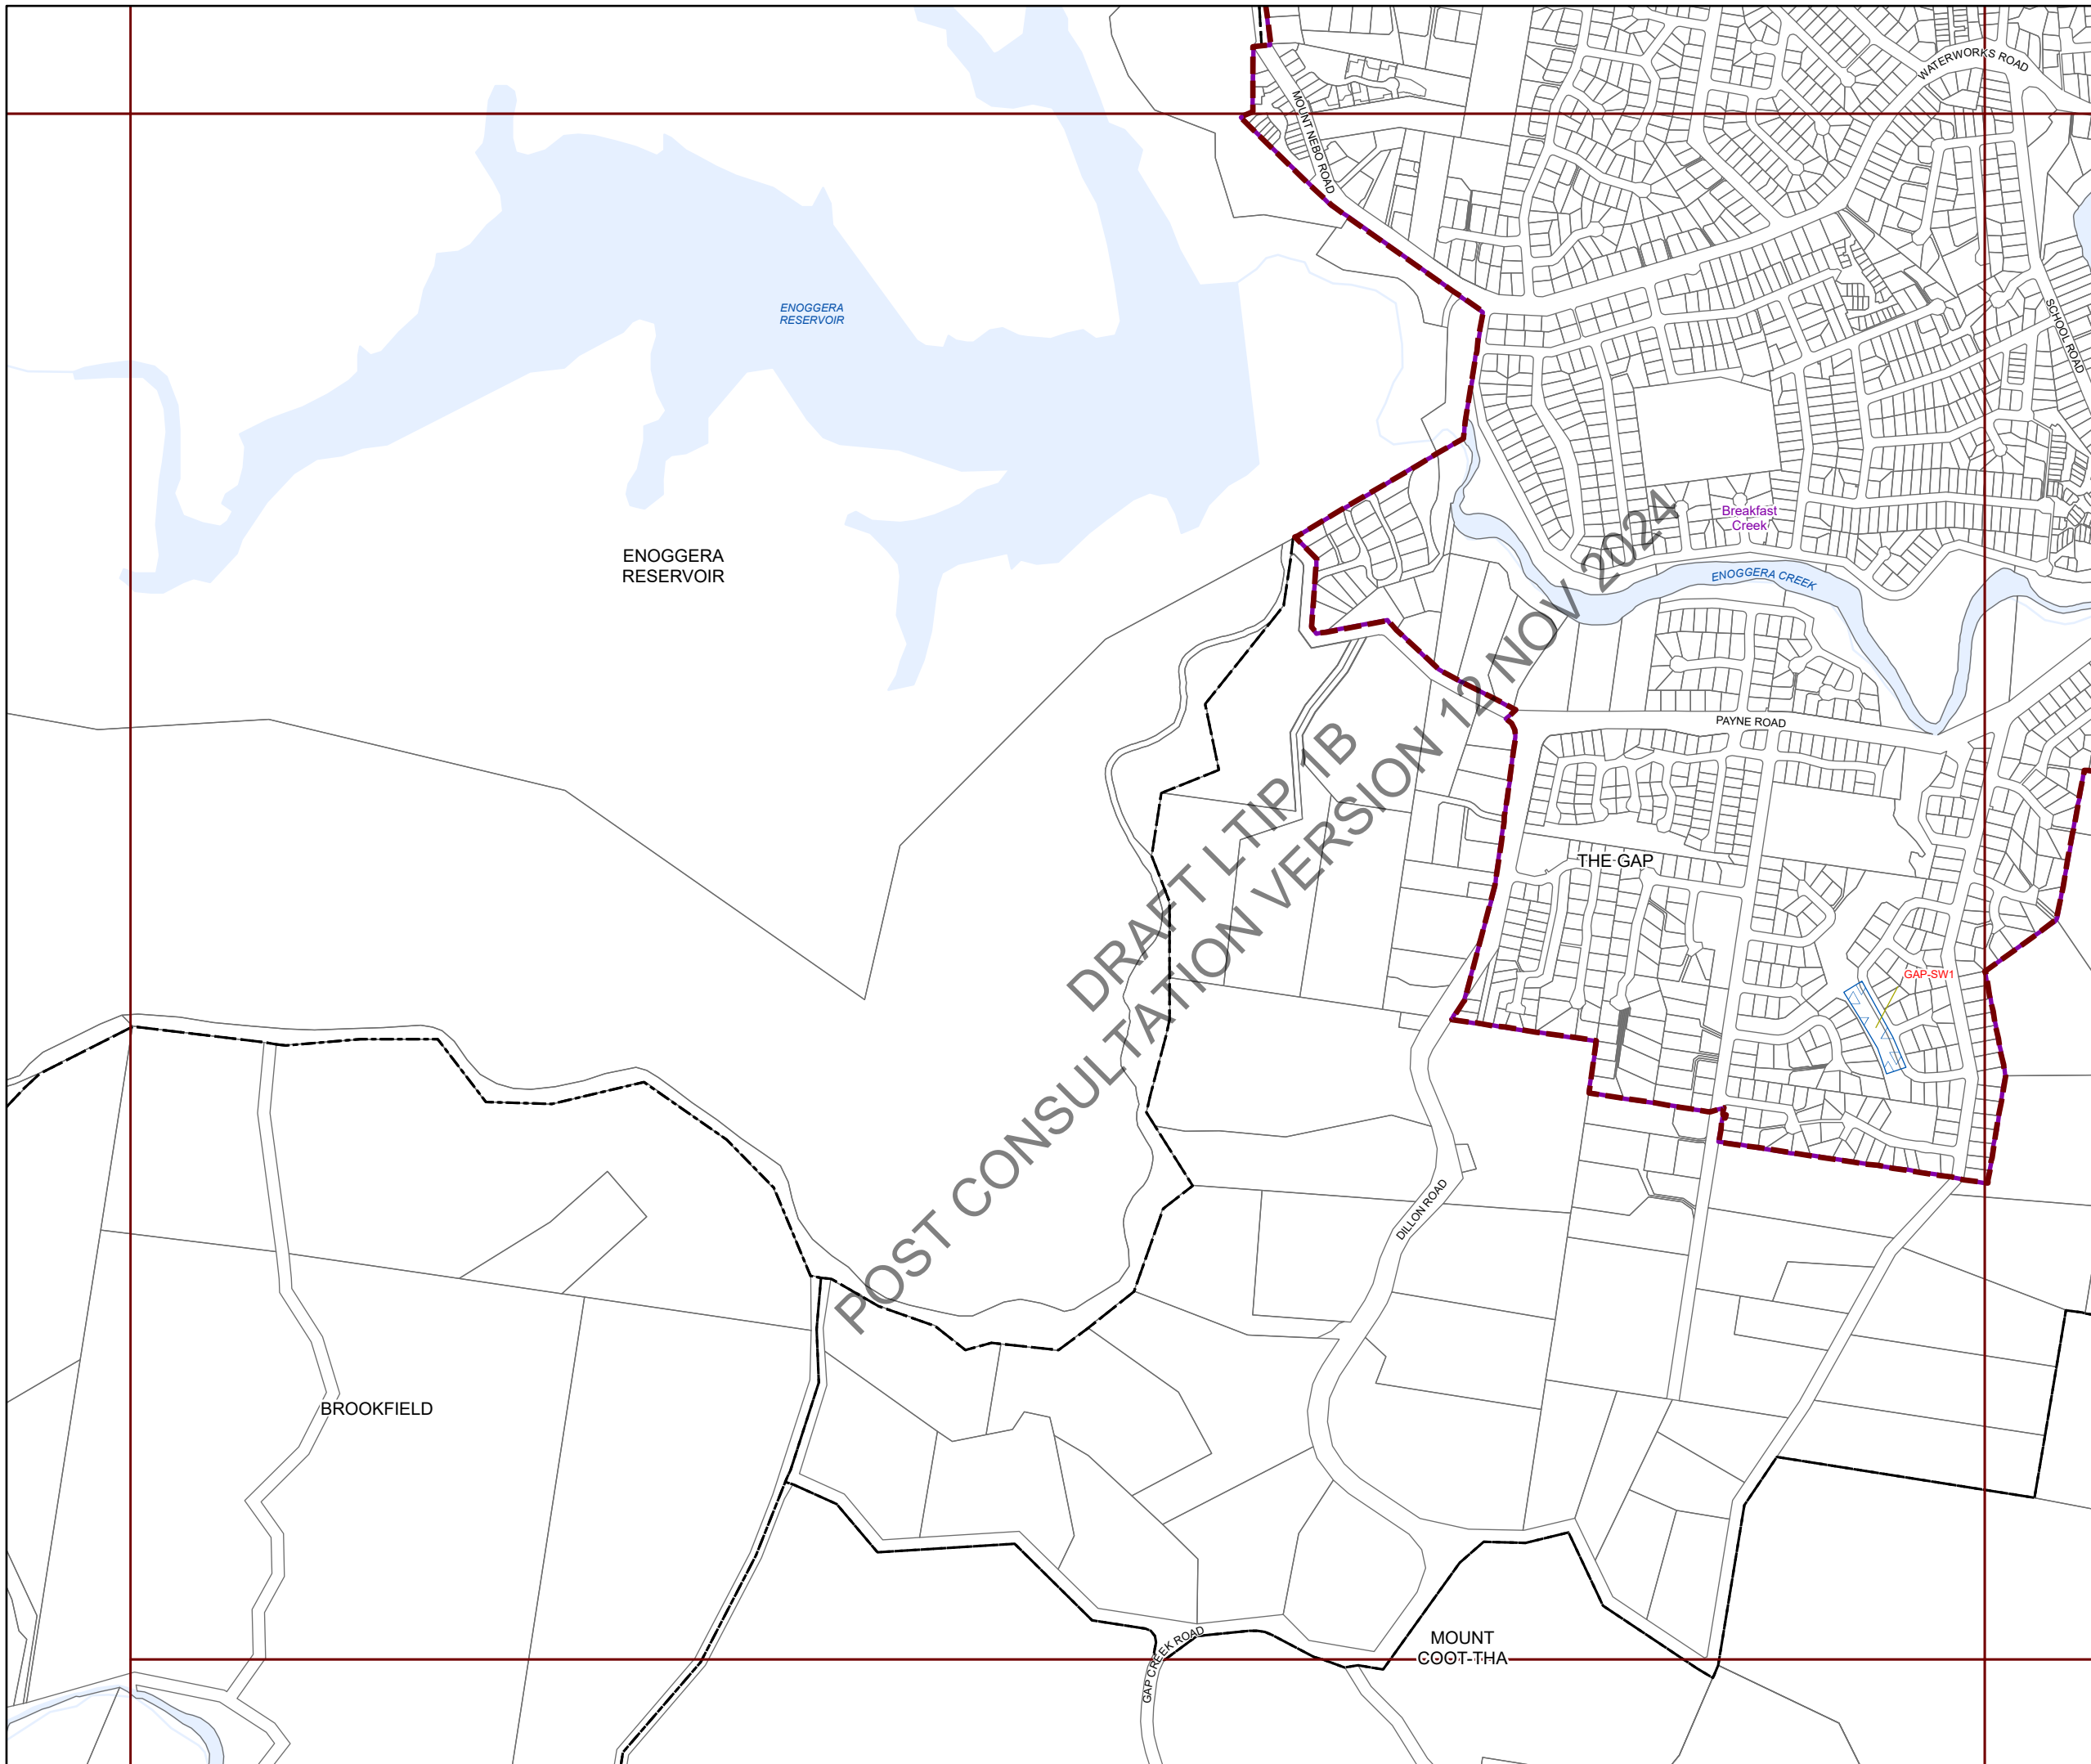 WATERWORKS ROAD
MOUNT NEBO ROAD
ENOGGERA
RESERVOIR
SCHOOL ROAD
Breakfast
Creek
ENOGGERA
RESERVOIR
ENOGGERA CREEK
PAYNE ROAD
THE GAP
GAP-SW1
DRAFT LTIP 1B
POST CONSULTATION VERSION 12 NOV 2024
DILLON ROAD
BROOKFIELD
MOUNT
COOT-THA
GAP CREEK ROAD